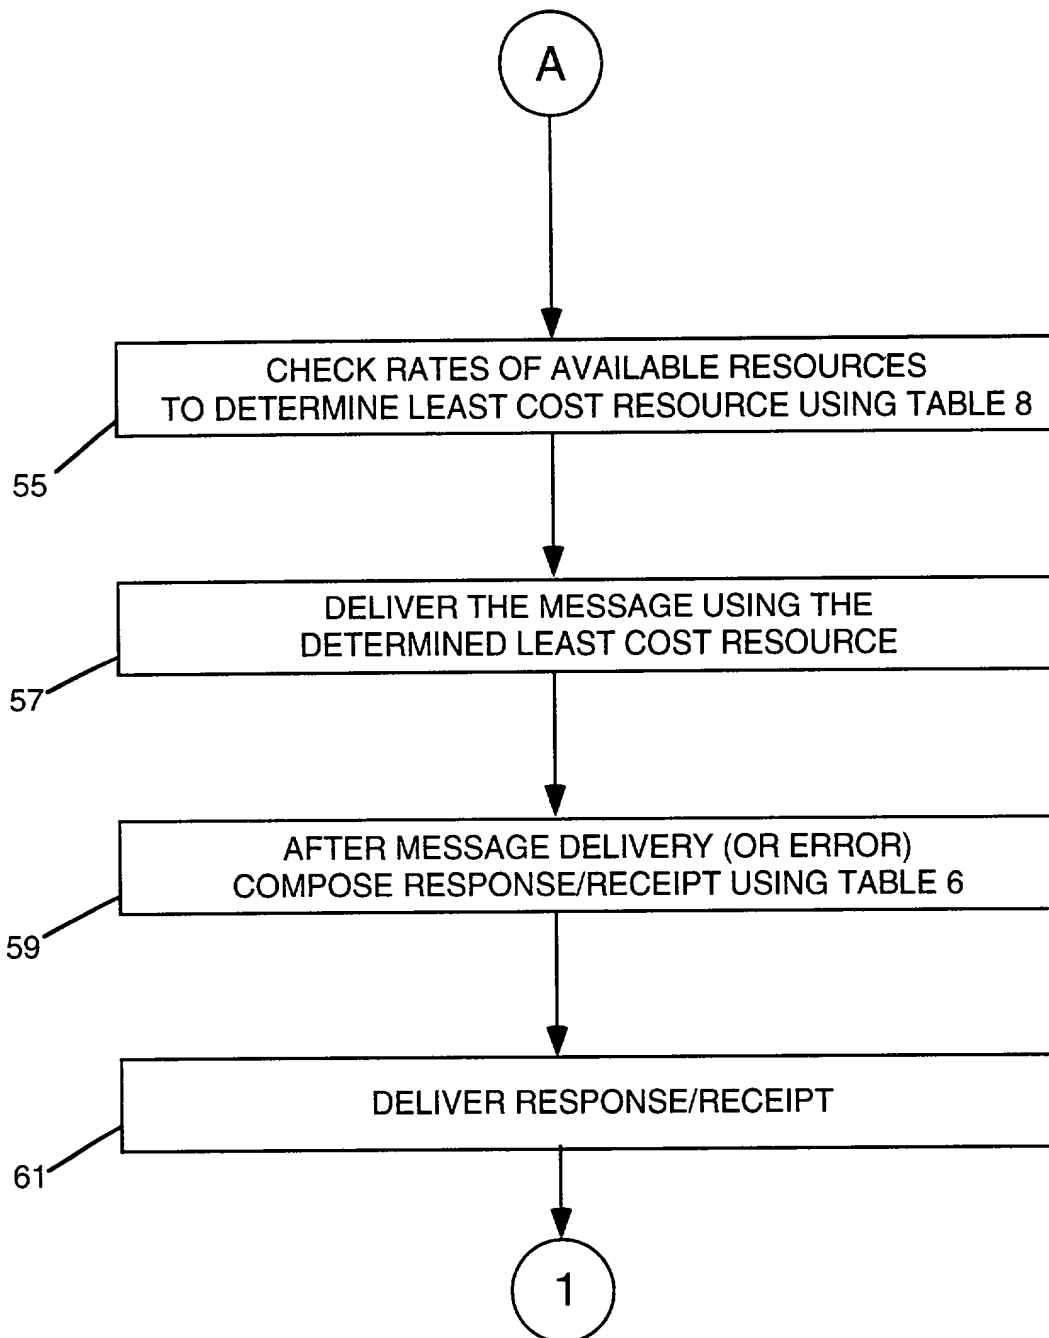 A
CHECK RATES OF AVAILABLE RESOURCES
TO DETERMINE LEAST COST RESOURCE USING TABLE 8
55
DELIVER THE MESSAGE USING THE
DETERMINED LEAST COST RESOURCE
57
AFTER MESSAGE DELIVERY (OR ERROR)
COMPOSE RESPONSE/RECEIPT USING TABLE 6
59
DELIVER RESPONSE/RECEIPT
61
1